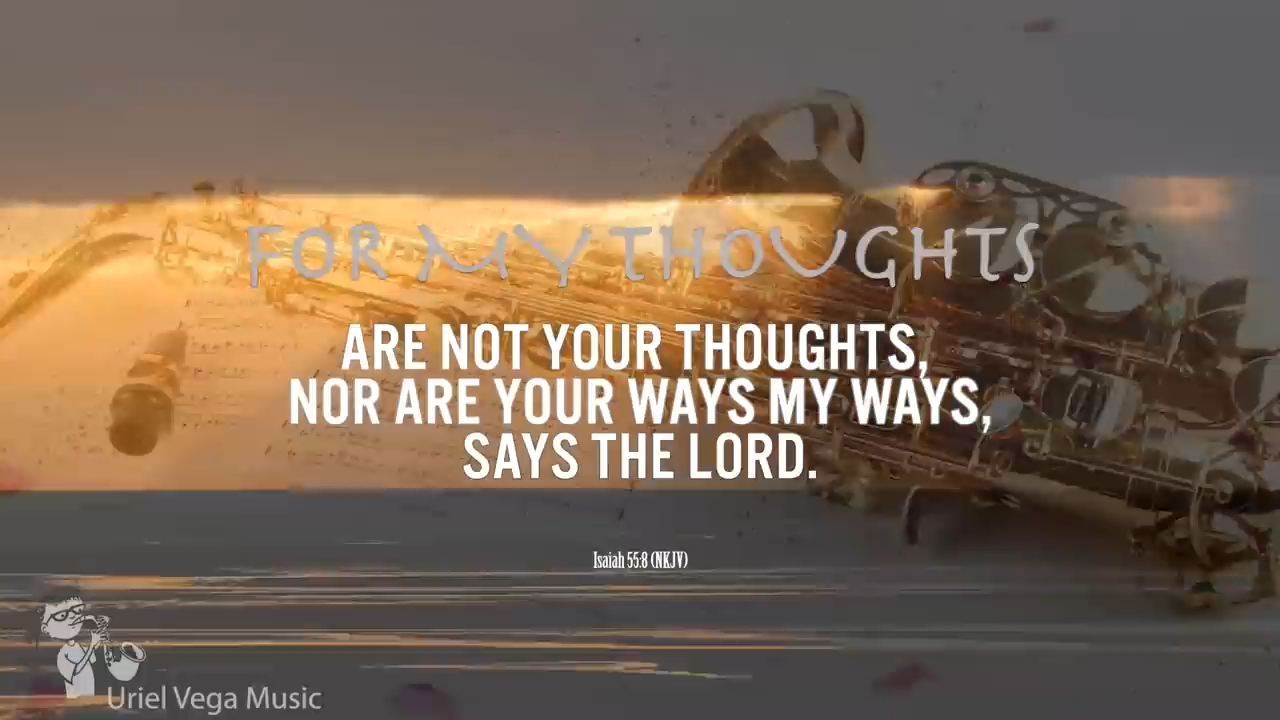 FOR MY THOUGHTS
ARE NOT YOUR THOUGHTS,
NOR ARE YOUR WAYS MY WAYS,
SAYS THE LORD.
Isaiah 55:8 (NKJV)
Uriel Vega Music